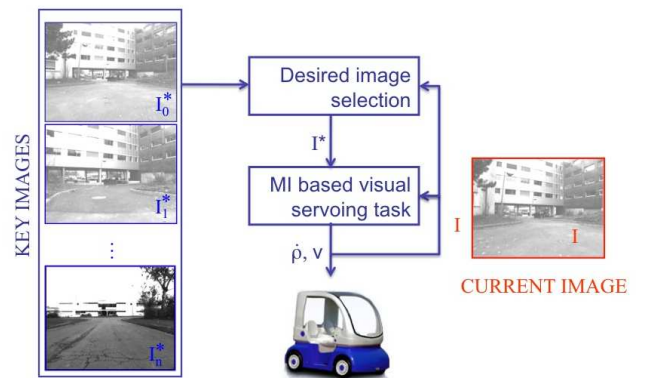 KEY IMAGES
I₀*
I₁*
⋮
Iₙ*
Desired image
selection
I*
MI based visual
servoing task
ρ̇, v
I
I
CURRENT IMAGE